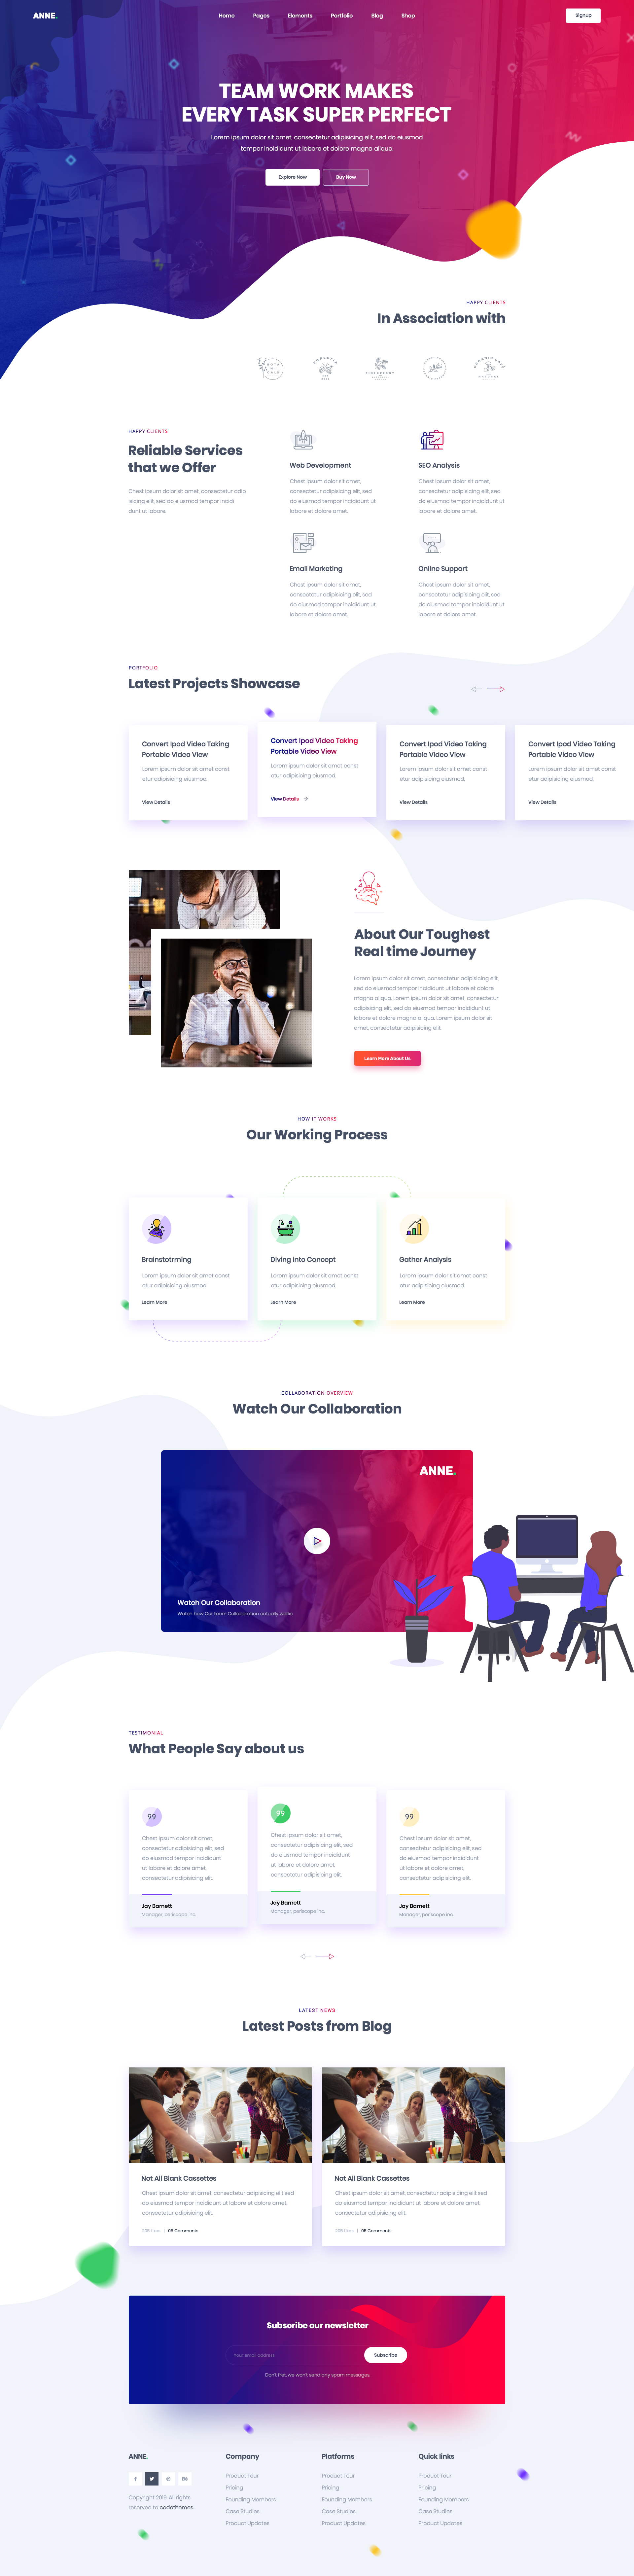 ANNE.
Home Pages Elements Portfolio Blog Shop
Signup
TEAM WORK MAKES
EVERY TASK SUPER PERFECT
Lorem ipsum dolor sit amet, consectetur adipisicing elit, sed do eiusmod
tempor incididunt ut labore et dolore magna aliqua.
Explore Now
Buy Now
HAPPY CLIENTS
In Association with
HAPPY CLIENTS
Reliable Services
that we Offer
Chest ipsum dolor sit amet, consectetur adip
isicing elit, sed do eiusmod tempor incidi
dunt ut labore.
Web Development
Chest ipsum dolor sit amet,
consectetur adipisicing elit, sed
do eiusmod tempor incididunt ut
labore et dolore amet.
SEO Analysis
Chest ipsum dolor sit amet,
consectetur adipisicing elit, sed
do eiusmod tempor incididunt ut
labore et dolore amet.
Email Marketing
Chest ipsum dolor sit amet,
consectetur adipisicing elit, sed
do eiusmod tempor incididunt ut
labore et dolore amet.
Online Support
Chest ipsum dolor sit amet,
consectetur adipisicing elit, sed
do eiusmod tempor incididunt ut
labore et dolore amet.
PORTFOLIO
Latest Projects Showcase
Convert Ipod Video Taking
Portable Video View
Lorem ipsum dolor sit amet const
etur adipisicing eiusmod.
View Details
Convert Ipod Video Taking
Portable Video View
Lorem ipsum dolor sit amet const
etur adipisicing eiusmod.
View Details
Convert Ipod Video Taking
Portable Video View
Lorem ipsum dolor sit amet const
etur adipisicing eiusmod.
View Details
Convert Ipod Video Taking
Portable Video View
Lorem ipsum dolor sit amet const
etur adipisicing eiusmod.
View Details
About Our Toughest
Real time Journey
Lorem ipsum dolor sit amet, consectetur adipisicing elit,
sed do eiusmod tempor incididunt ut labore et dolore
magna aliqua. Lorem ipsum dolor sit amet, consectetur
adipisicing elit, sed do eiusmod tempor incididunt ut
labore et dolore magna aliqua. Lorem ipsum dolor sit
amet, consectetur adipisicing elit.
Learn More About Us
HOW IT WORKS
Our Working Process
Brainstotrming
Lorem ipsum dolor sit amet const
etur adipisicing eiusmod.
Learn More
Diving into Concept
Lorem ipsum dolor sit amet const
etur adipisicing eiusmod.
Learn More
Gather Analysis
Lorem ipsum dolor sit amet const
etur adipisicing eiusmod.
Learn More
COLLABORATION OVERVIEW
Watch Our Collaboration
ANNE.
Watch Our Collaboration
Watch how Our team Collaboration actually works
TESTIMONIAL
What People Say about us
Chest ipsum dolor sit amet,
consectetur adipisicing elit, sed
do eiusmod tempor incididunt
ut labore et dolore amet,
consectetur adipisicing elit.
Jay Barnett
Manager, periscope Inc.
Chest ipsum dolor sit amet,
consectetur adipisicing elit, sed
do eiusmod tempor incididunt
ut labore et dolore amet,
consectetur adipisicing elit.
Jay Barnett
Manager, periscope Inc.
Chest ipsum dolor sit amet,
consectetur adipisicing elit, sed
do eiusmod tempor incididunt
ut labore et dolore amet,
consectetur adipisicing elit.
Jay Barnett
Manager, periscope Inc.
LATEST NEWS
Latest Posts from Blog
Not All Blank Cassettes
Chest ipsum dolor sit amet, consectetur adipisicing elit, sed
do eiusmod tempor incididunt ut labore et dolore amet,
consectetur adipisicing elit.
Likes | 05 Comments
Not All Blank Cassettes
Chest ipsum dolor sit amet, consectetur adipisicing elit, sed
do eiusmod tempor incididunt ut labore et dolore amet,
consectetur adipisicing elit.
Likes | 05 Comments
Subscribe our newsletter
Your email address
Subscribe
Don't fret, we won't send any spam messages.
ANNE.
Copyright 2019. All rights
reserved to codethemes.
Company
Product Tour
Pricing
Founding Members
Case Studies
Product Updates
Platforms
Product Tour
Pricing
Founding Members
Case Studies
Product Updates
Quick links
Product Tour
Pricing
Founding Members
Case Studies
Product Updates